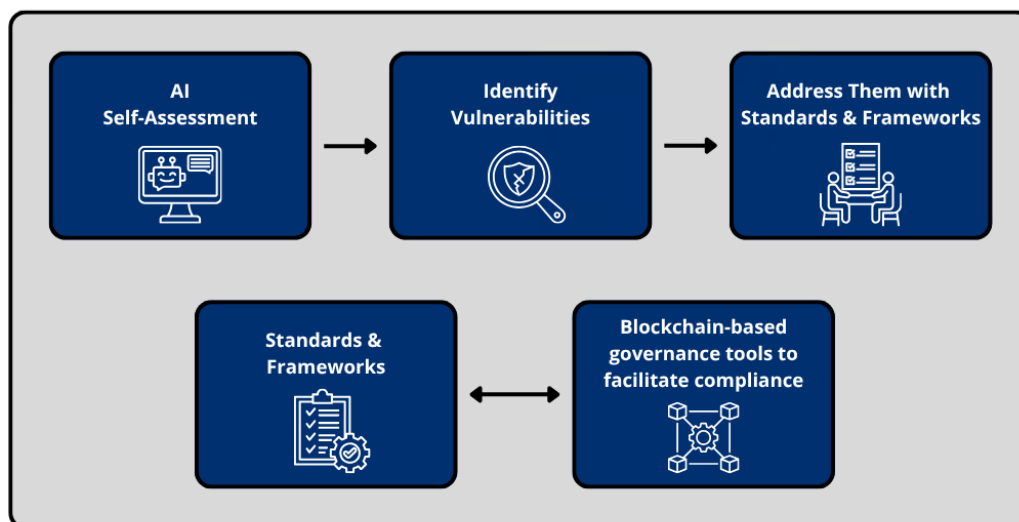 AI
Self-Assessment
Identify
Vulnerabilities
Address Them with
Standards & Frameworks
Standards &
Frameworks
Blockchain-based
governance tools to
facilitate compliance